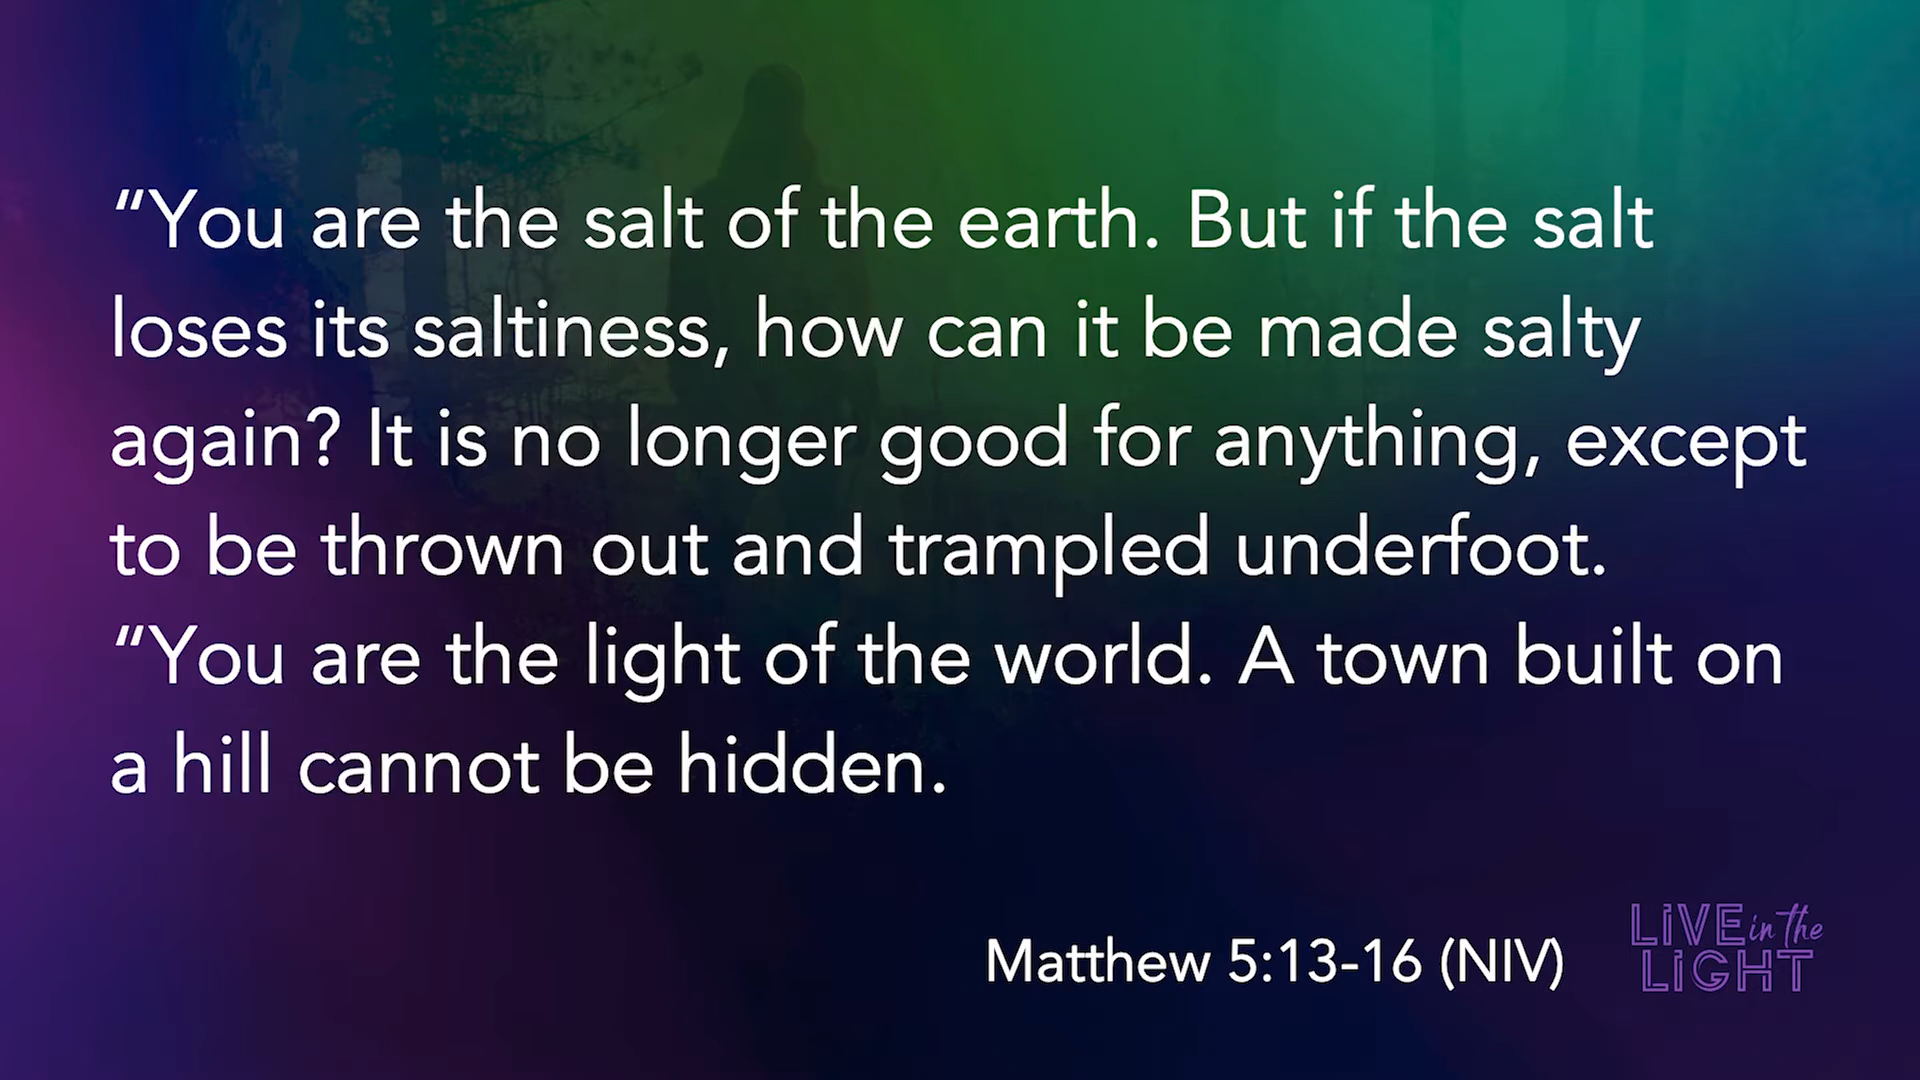 “You are the salt of the earth. But if the salt
loses its saltiness, how can it be made salty
again? It is no longer good for anything, except
to be thrown out and trampled underfoot.
“You are the light of the world. A town built on
a hill cannot be hidden.
Matthew 5:13-16 (NIV)
LiVE in the
LiGHT